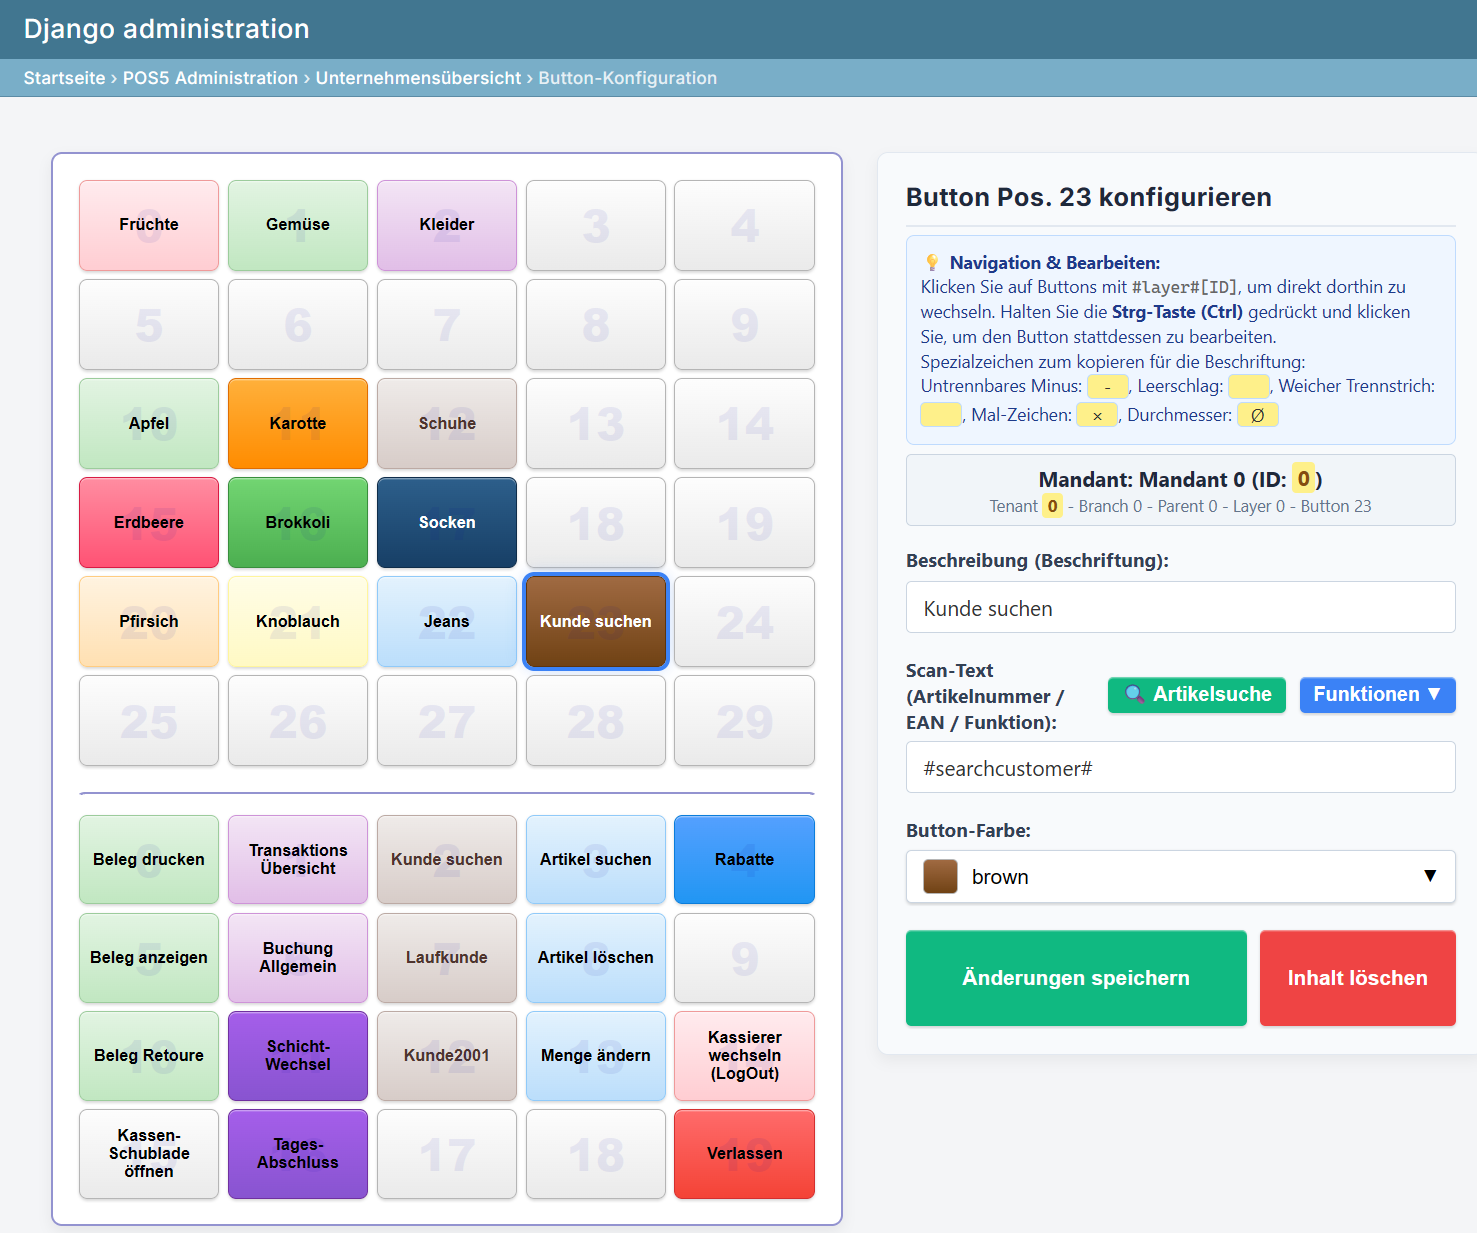 Django administration
Startseite › POS5 Administration › Unternehmensübersicht › Button-Konfiguration
Früchte
Gemüse
Kleider
3
4
5
6
7
8
9
Apfel
Karotte
Schuhe
13
14
Erdbeere
Brokkoli
Socken
18
19
Pfirsich
Knoblauch
Jeans
Kunde suchen
24
25
26
27
28
29
Beleg drucken
Transaktions
Übersicht
Kunde suchen
Artikel suchen
Rabatte
Beleg anzeigen
Buchung
Allgemein
Laufkunde
Artikel löschen
9
Beleg Retoure
Schicht-
Wechsel
Kunde2001
Menge ändern
Kassierer
wechseln
(LogOut)
Kassen-
Schublade
öffnen
Tages-
Abschluss
17
18
Verlassen
Button Pos. 23 konfigurieren
💡 Navigation & Bearbeiten:
Klicken Sie auf Buttons mit #layer#[ID], um direkt dorthin zu
wechseln. Halten Sie die Strg-Taste (Ctrl) gedrückt und klicken
Sie, um den Button stattdessen zu bearbeiten.
Spezialzeichen zum kopieren für die Beschriftung:
Untrennbares Minus: -, Leerschlag: , Weicher Trennstrich:
, Mal-Zeichen: ×, Durchmesser: Ø
Mandant: Mandant 0 (ID: 0)
Tenant 0 - Branch 0 - Parent 0 - Layer 0 - Button 23
Beschreibung (Beschriftung):
Kunde suchen
Scan-Text
(Artikelnummer /
EAN / Funktion):
🔍 Artikelsuche
Funktionen ▼
#searchcustomer#
Button-Farbe:
brown ▼
Änderungen speichern
Inhalt löschen